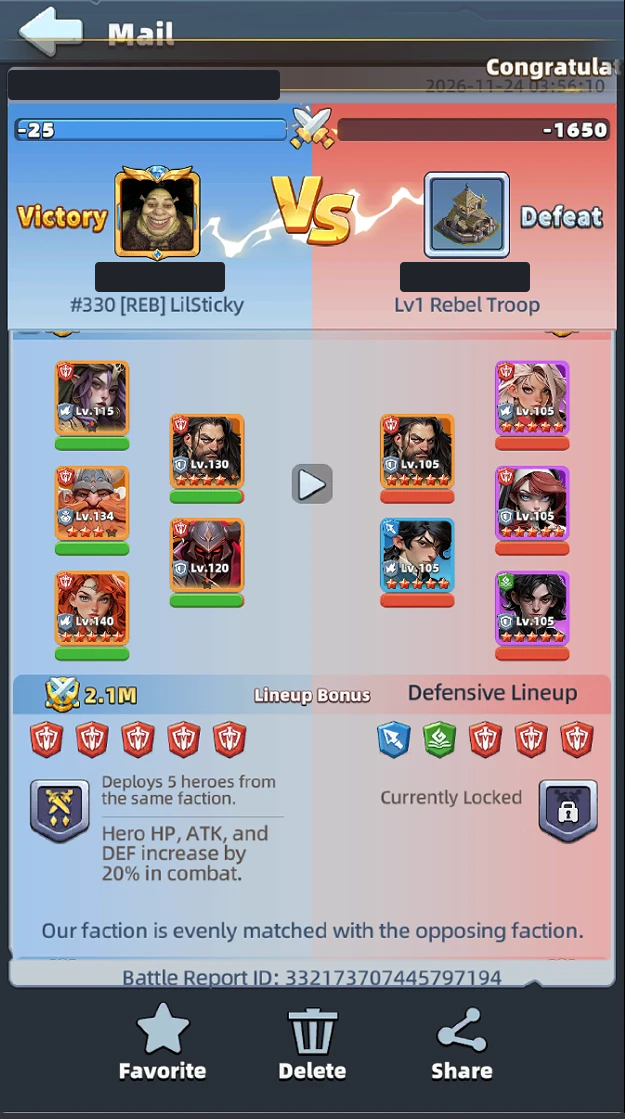 Mail
Congratulat
2026-11-24 03:56:10
-25
-1650
Victory
VS
Defeat
#330 [REB] LilSticky
Lv1 Rebel Troop
Lv.115
Lv.130
Lv.105
Lv.105
Lv.134
Lv.105
Lv.120
Lv.105
Lv.140
Lv.105
2.1M
Lineup Bonus
Defensive Lineup
Deploys 5 heroes from
the same faction.
Currently Locked
Hero HP, ATK, and
DEF increase by
20% in combat.
Our faction is evenly matched with the opposing faction.
Battle Report ID: 332173707445797194
Favorite
Delete
Share